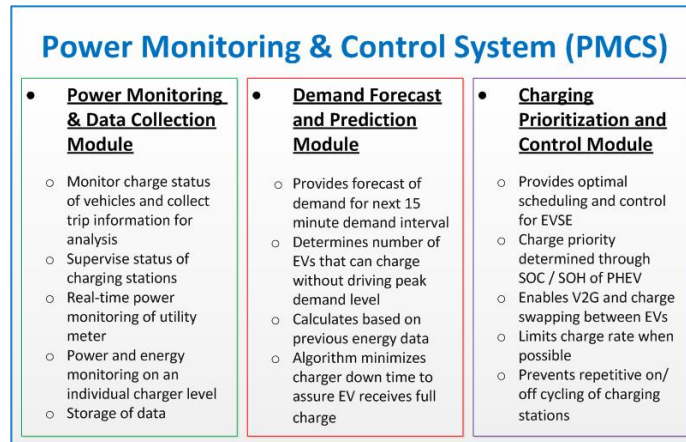 Power Monitoring & Control System (PMCS)
● Power Monitoring
& Data Collection
Module
○ Monitor charge status
of vehicles and collect
trip information for
analysis
○ Supervise status of
charging stations
○ Real-time power
monitoring of utility
meter
○ Power and energy
monitoring on an
individual charger level
○ Storage of data
● Demand Forecast
and Prediction
Module
○ Provides forecast of
demand for next 15
minute demand interval
○ Determines number of
EVs that can charge
without driving peak
demand level
○ Calculates based on
previous energy data
○ Algorithm minimizes
charger down time to
assure EV receives full
charge
● Charging
Prioritization and
Control Module
○ Provides optimal
scheduling and control
for EVSE
○ Charge priority
determined through
SOC / SOH of PHEV
○ Enables V2G and charge
swapping between EVs
○ Limits charge rate when
possible
○ Prevents repetitive on/
off cycling of charging
stations